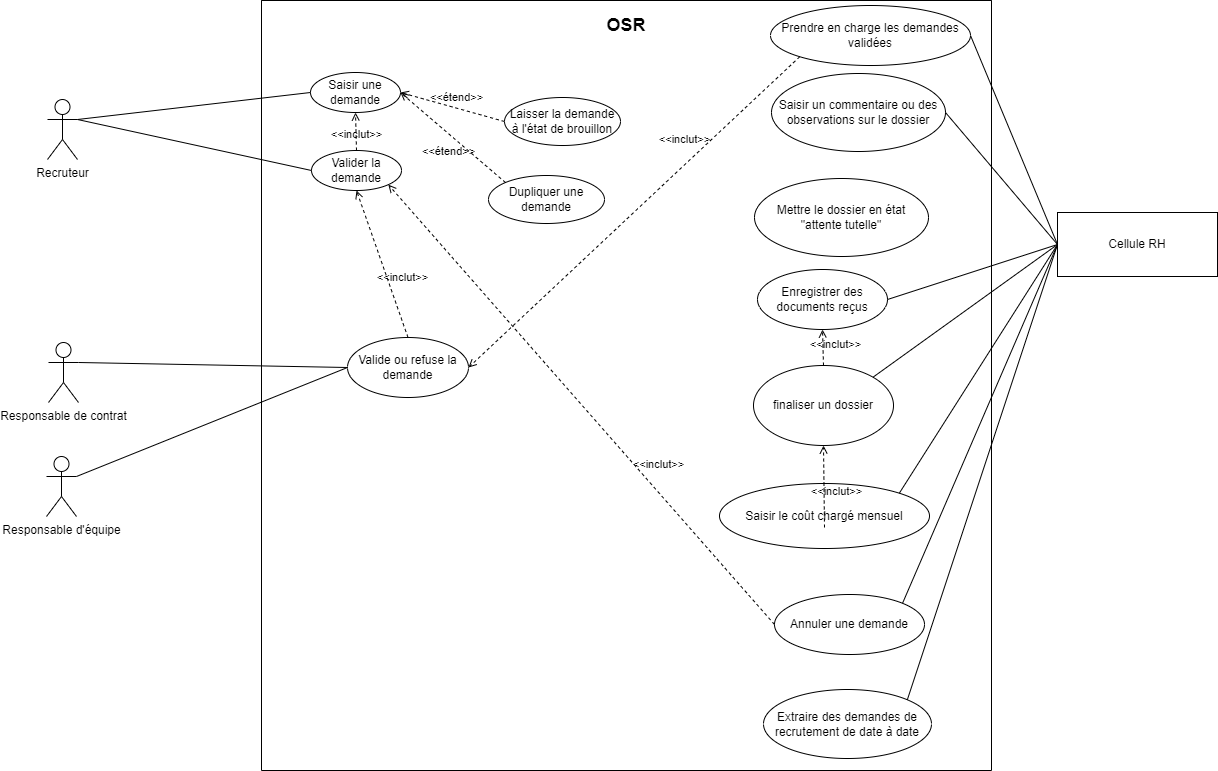 OSR
Prendre en charge les demandes
validées
Saisir une
demande
<<étend>>
Laisser la demande
à l'état de brouillon
Saisir un commentaire ou des
observations sur le dossier
<<inclut>>
<<inclut>>
<<étend>>
Recruteur
Valider la
demande
Dupliquer une
demande
Mettre le dossier en état
"attente tutelle"
Cellule RH
<<inclut>>
Enregistrer des
documents reçus
<<inclut>>
Valide ou refuse la
demande
Responsable de contrat
finaliser un dossier
<<inclut>>
<<inclut>>
Saisir le coût chargé mensuel
Responsable d'équipe
Annuler une demande
Extraire des demandes de
recrutement de date à date